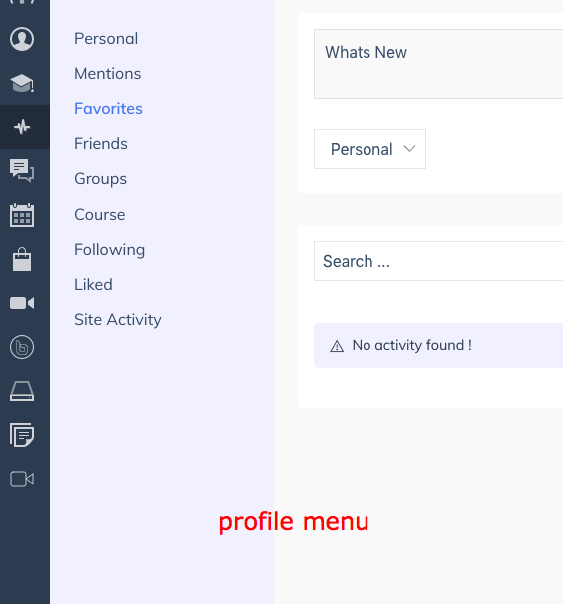 Personal
Mentions
Favorites
Friends
Groups
Course
Following
Liked
Site Activity
Whats New
Personal
Search ...
No activity found !
profile menu